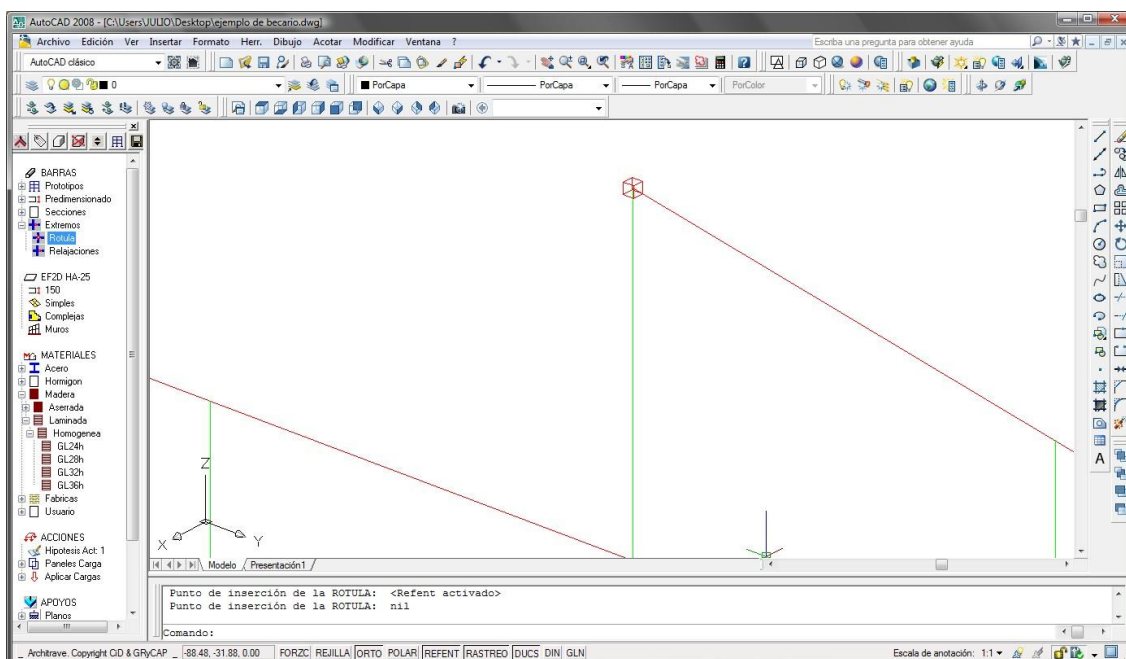 AutoCAD 2008 - [C:\Users\JULIO\Desktop\ejemplo de becario.dwg]
Archivo Edición Ver Insertar Formato Herr. Dibujo Acotar Modificar Ventana ?
Escriba una pregunta para obtener ayuda
AutoCAD clásico
0 PorCapa PorCapa PorCapa PorColor
BARRAS
Prototipos
Predimensionado
Secciones
Extremos
Rotula
Relajaciones
EF2D HA-25
150
Simples
Complejas
Muros
MATERIALES
Acero
Hormigon
Madera
Aserrada
Laminada
Homogenea
GL24h
GL28h
GL32h
GL36h
Fabricas
Usuario
ACCIONES
Hipotesis Act: 1
Paneles Carga
Aplicar Cargas
APOYOS
Planos
Z
X
Y
Modelo Presentación1
Punto de inserción de la ROTULA: <Refent activado>
Punto de inserción de la ROTULA: nil
Comando:
_ Architrave. Copyright CiD & GRyCAP _ -88.48, -31.88, 0.00 FORZC REJILLA ORTO POLAR REFENT RASTREO DUCS DIN GLN Escala de anotación: 1:1